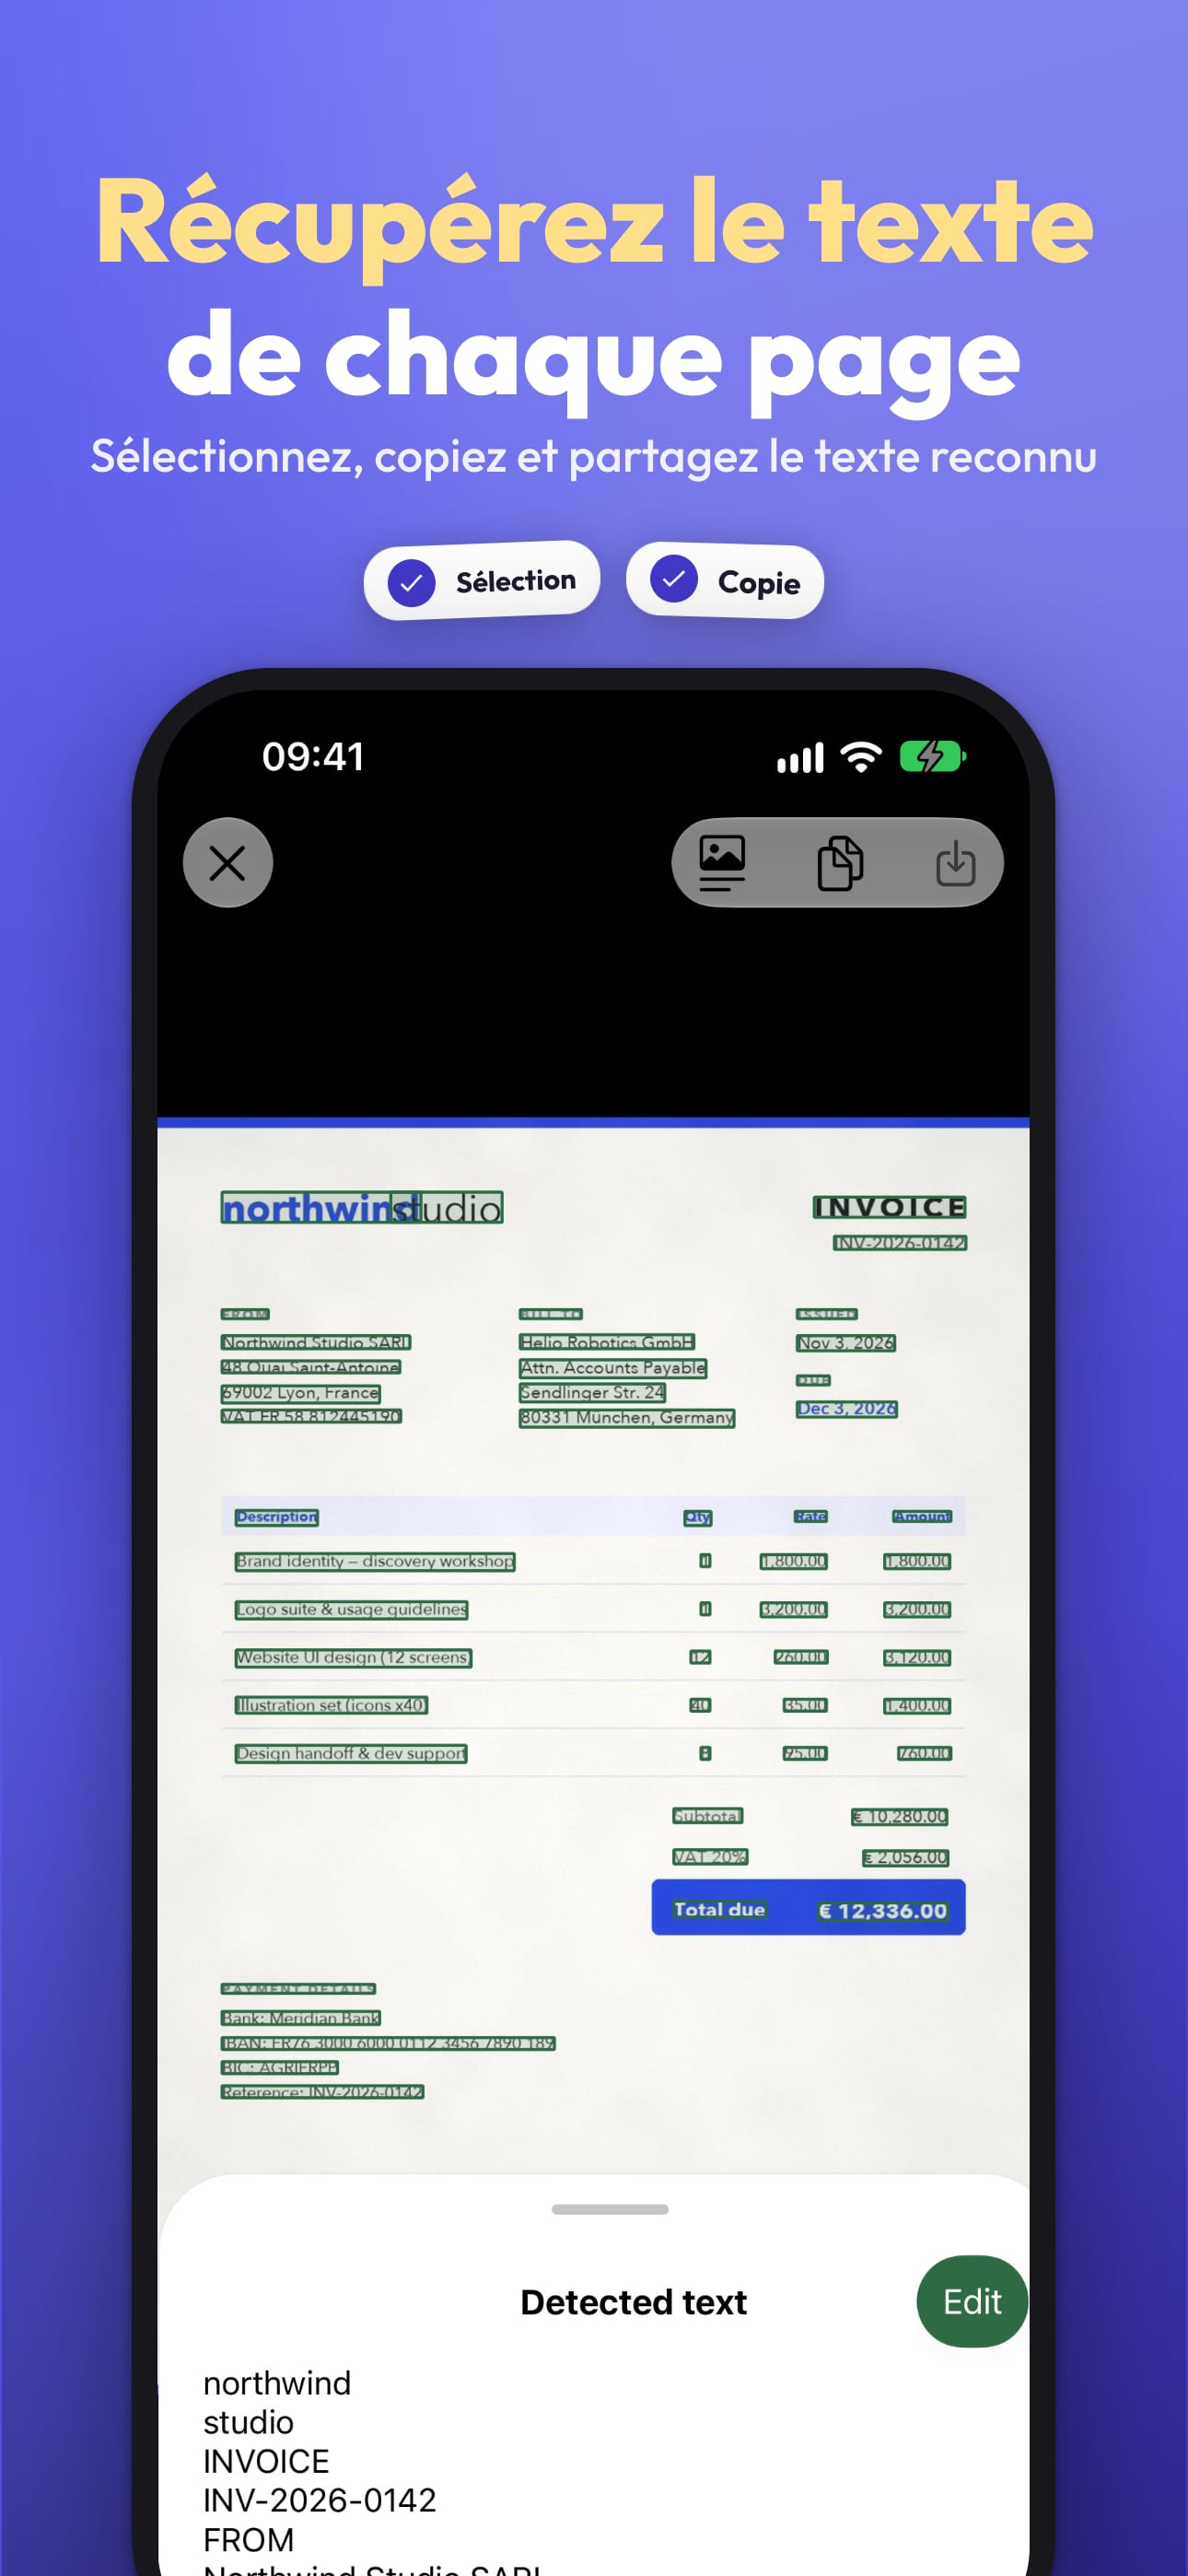 Récupérez le texte
de chaque page
Sélectionnez, copiez et partagez le texte reconnu
Sélection
Copie
09:41
northwindstudio
INVOICE
INV-2026-0142
FROM
Northwind Studio SARL
48 Quai Saint-Antoine
69002 Lyon, France
VAT FR 58 812445190
BILL TO
Helio Robotics GmbH
Attn. Accounts Payable
Sendlinger Str. 24
80331 München, Germany
ISSUED
Nov 3, 2026
DUE
Dec 3, 2026
Description Qty Rate Amount
Brand identity – discovery workshop 1 1,800.00 1,800.00
Logo suite & usage guidelines 1 3,200.00 3,200.00
Website UI design (12 screens) 12 260.00 3,120.00
Illustration set (icons x40) 40 35.00 1,400.00
Design handoff & dev support 8 95.00 760.00
Subtotal € 10,280.00
VAT 20% € 2,056.00
Total due € 12,336.00
PAYMENT DETAILS
Bank: Meridian Bank
IBAN: FR76 3000 6000 0112 3456 7890 189
BIC: AGRIFRPP
Reference: INV-2026-0142
Detected text
Edit
northwind
studio
INVOICE
INV-2026-0142
FROM
Northwind Studio SARL